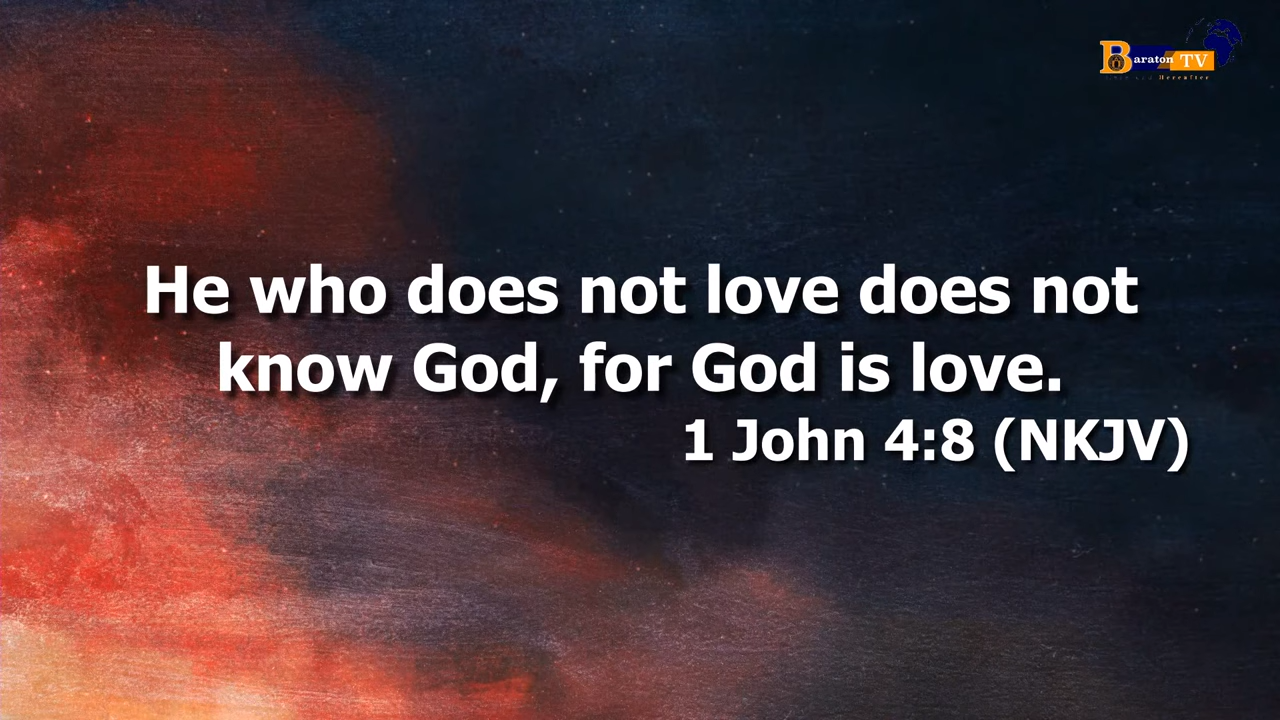 Baraton TV
Hereafter
He who does not love does not
know God, for God is love.
1 John 4:8 (NKJV)